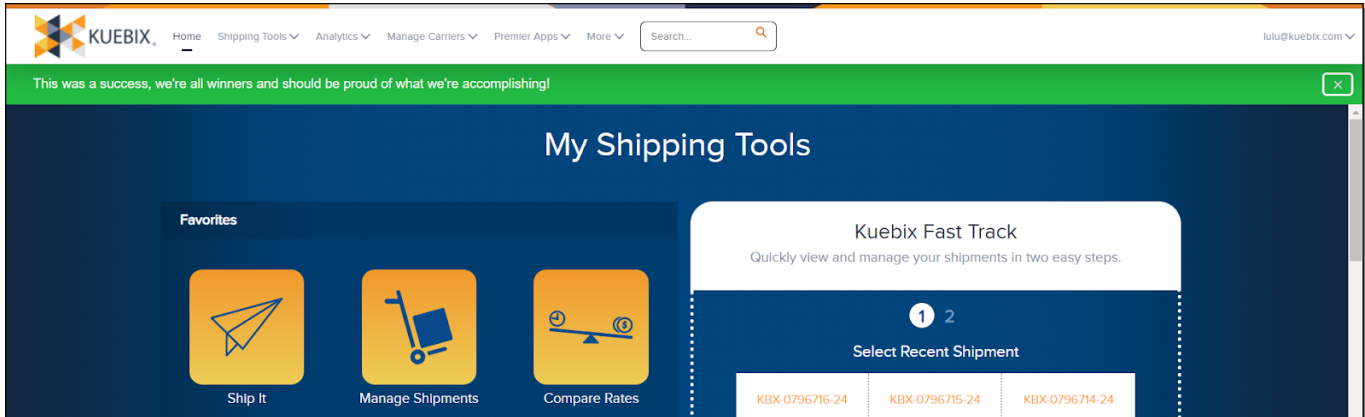 KUEBIX
Home Shipping Tools Analytics Manage Carriers Premier Apps More Search... lulu@kuebix.com
This was a success, we're all winners and should be proud of what we're accomplishing!
My Shipping Tools
Favorites
Ship It
Manage Shipments
Compare Rates
Kuebix Fast Track
Quickly view and manage your shipments in two easy steps.
1 2
Select Recent Shipment
KBX-0796716-24 KBX-0796715-24 KBX-0796714-24